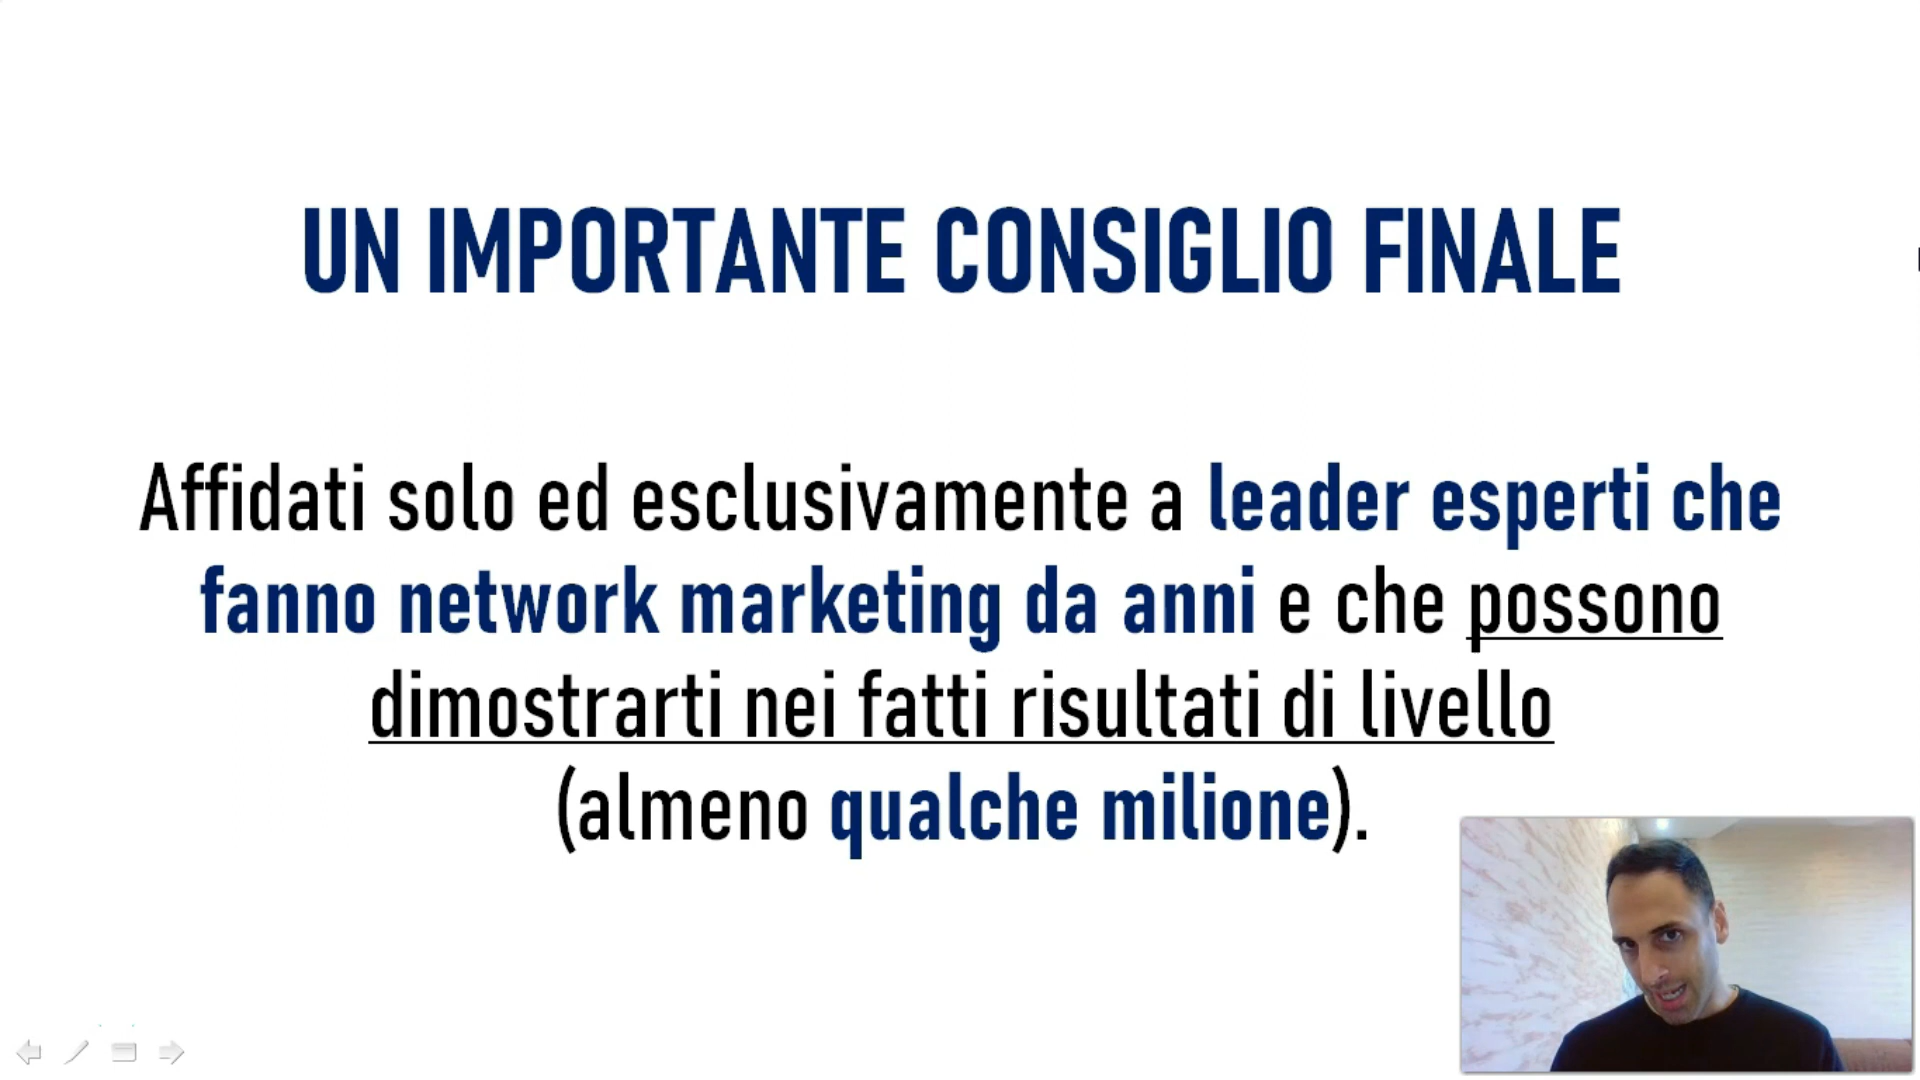 UN IMPORTANTE CONSIGLIO FINALE
Affidati solo ed esclusivamente a leader esperti che
fanno network marketing da anni e che possono
dimostrarti nei fatti risultati di livello
(almeno qualche milione).